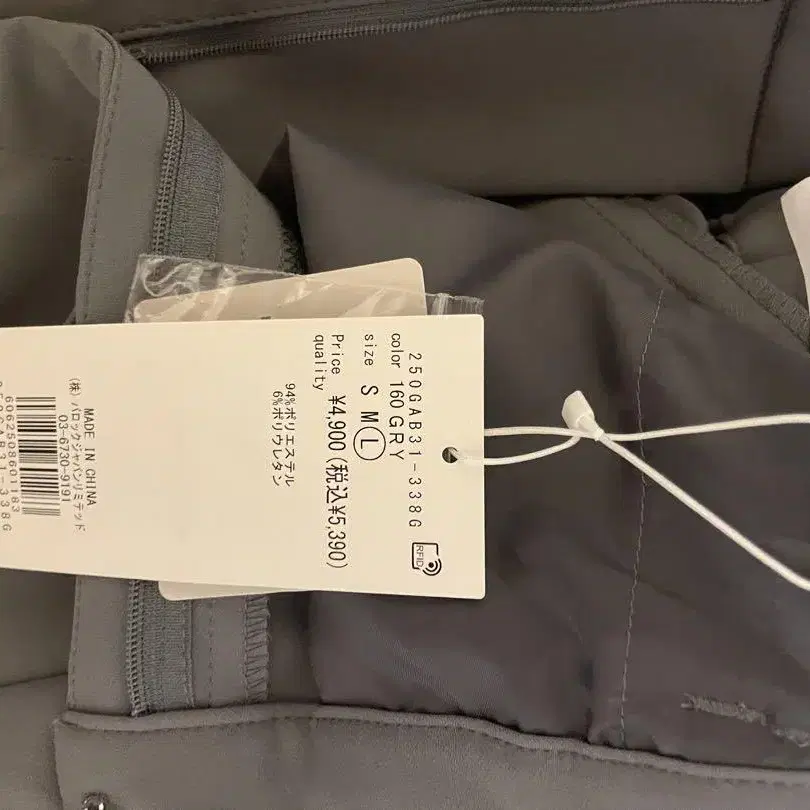 250GAB31-338G
color 160 GRY
size S M L
Price ¥4,900 (税込¥5,390)
quality
94%ポリエステル
6%ポリウレタン
RFID
MADE IN CHINA
(株) バロックジャパンリミテッド
03-6730-9191
6062508601183